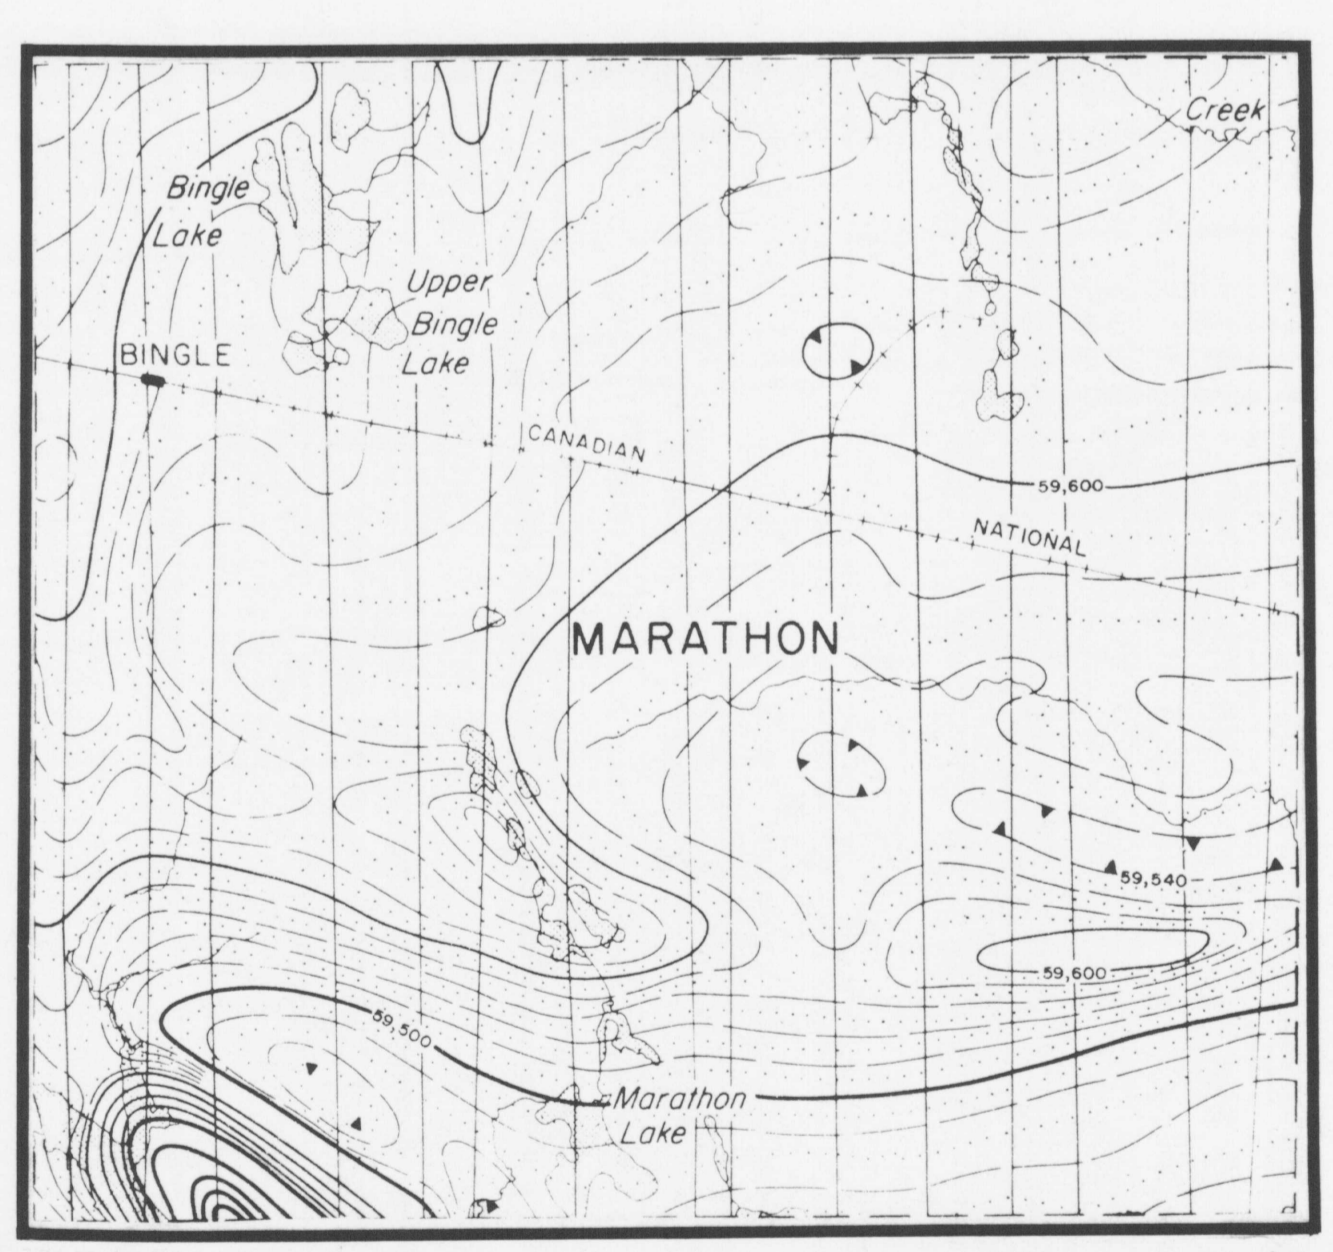 Creek
Bingle
Lake
Upper
Bingle
Lake
BINGLE
CANADIAN
59,600
NATIONAL
MARATHON
59,540
59,600
59,500
Marathon
Lake